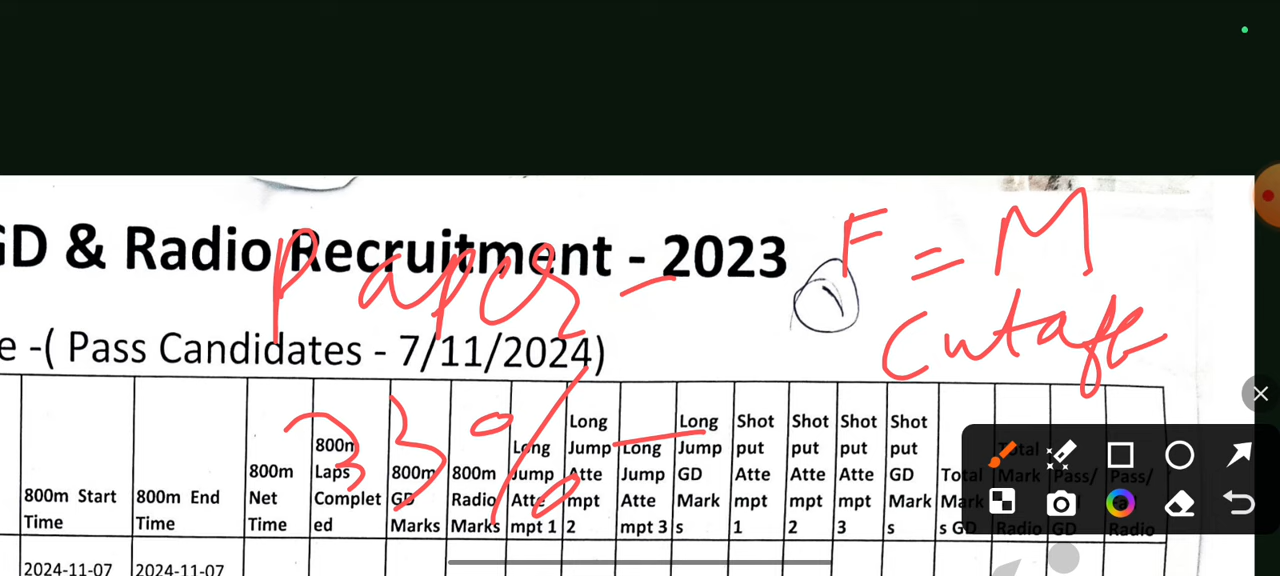 GD & Radio Recruitment - 2023
F = M
Cutaff
Paper -
e -( Pass Candidates - 7/11/2024)
33%
800m Start Time
800m End Time
800m Net Time
800m Laps Completed
800m GD Marks
800m Radio Marks
Long Jump Attempt 1
Long Jump Attempt 2
Long Jump Attempt 3
Long Jump GD Marks
Shot put Attempt 1
Shot put Attempt 2
Shot put Attempt 3
Shot put GD Marks
Total Marks GD
Total Mark Radio
Pass/ GD
Pass/ Radio
2024-11-07
2024-11-07